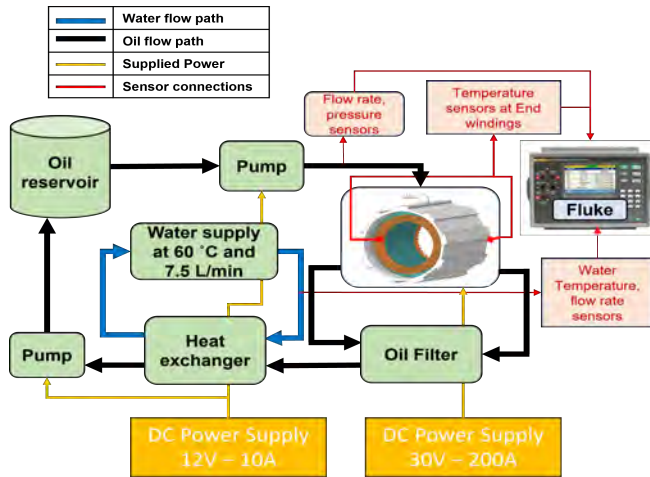 Water flow path
Oil flow path
Supplied Power
Sensor connections
Flow rate,
pressure
sensors
Temperature
sensors at End
windings
Oil
reservoir
Pump
Fluke
Water supply
at 60 ˚C and
7.5 L/min
Water
Temperature,
flow rate
sensors
Pump
Heat
exchanger
Oil Filter
DC Power Supply
12V – 10A
DC Power Supply
30V – 200A